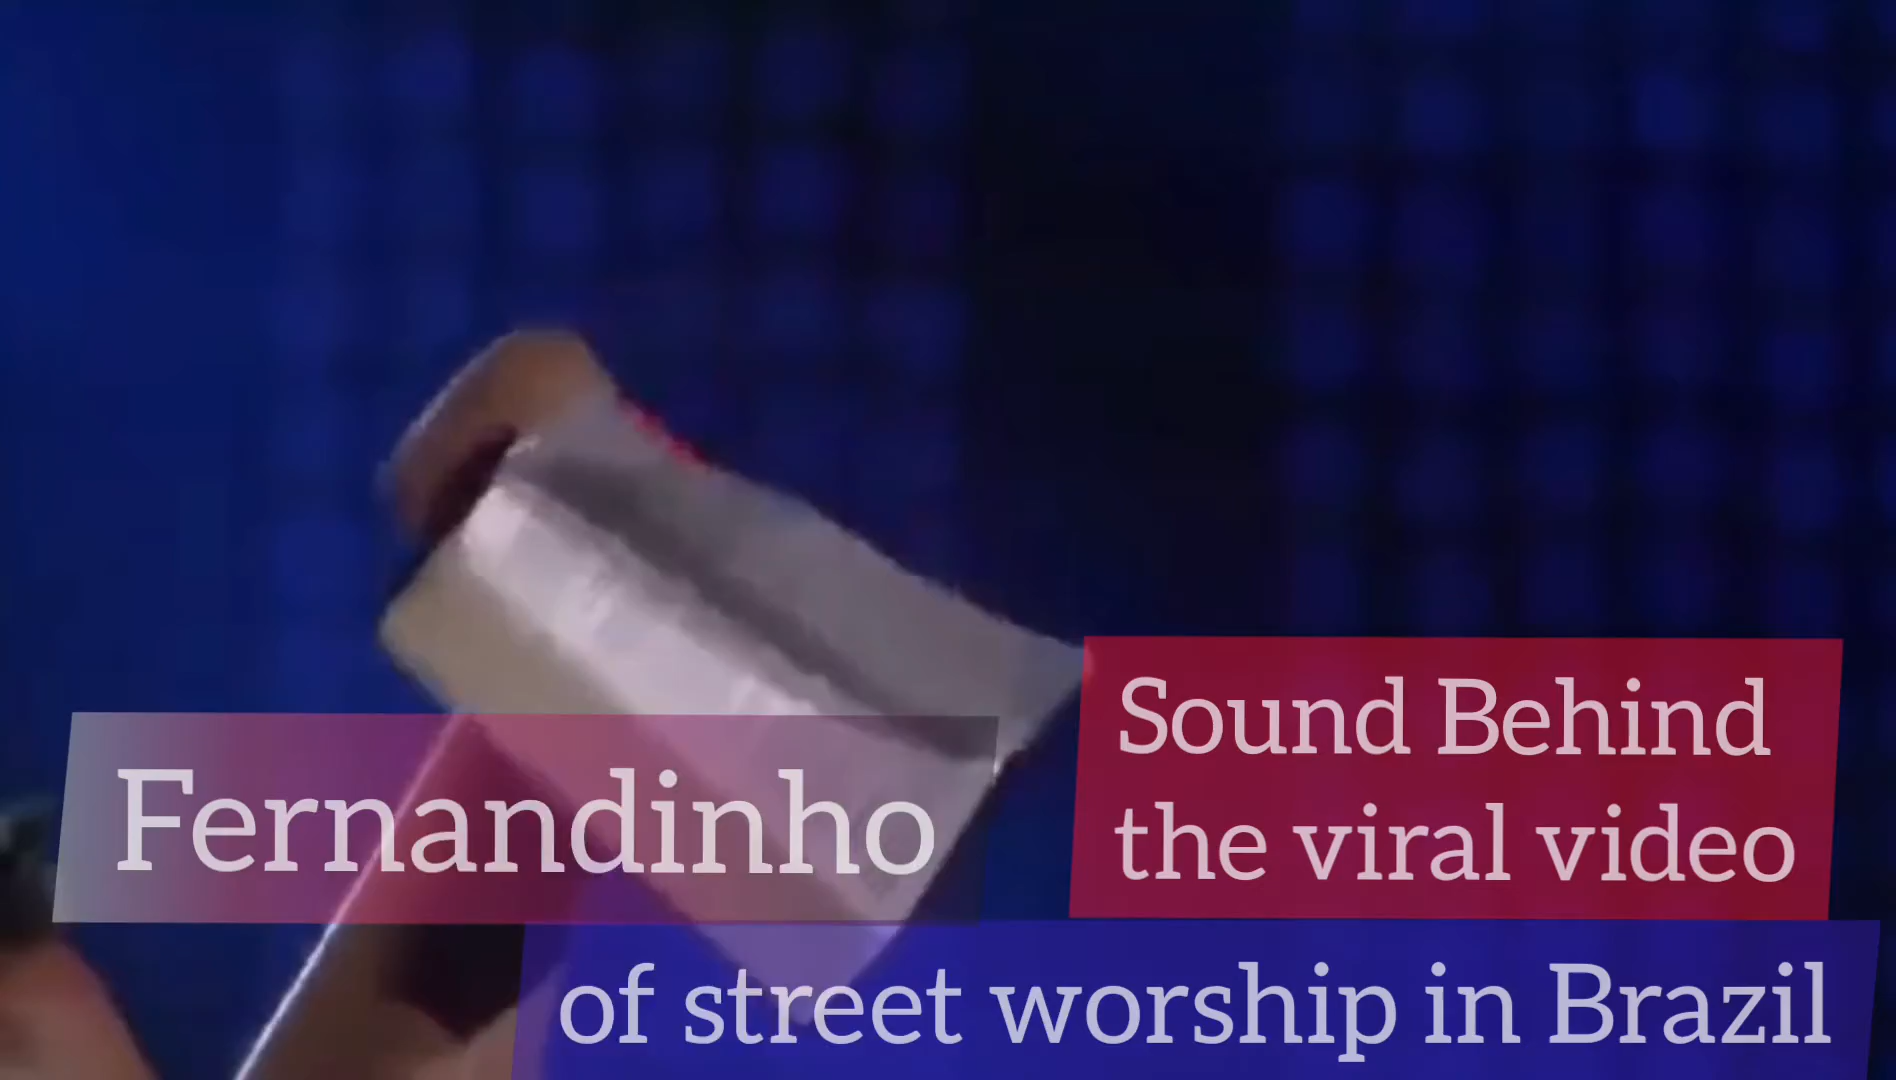 Fernandinho
Sound Behind
the viral video
of street worship in Brazil